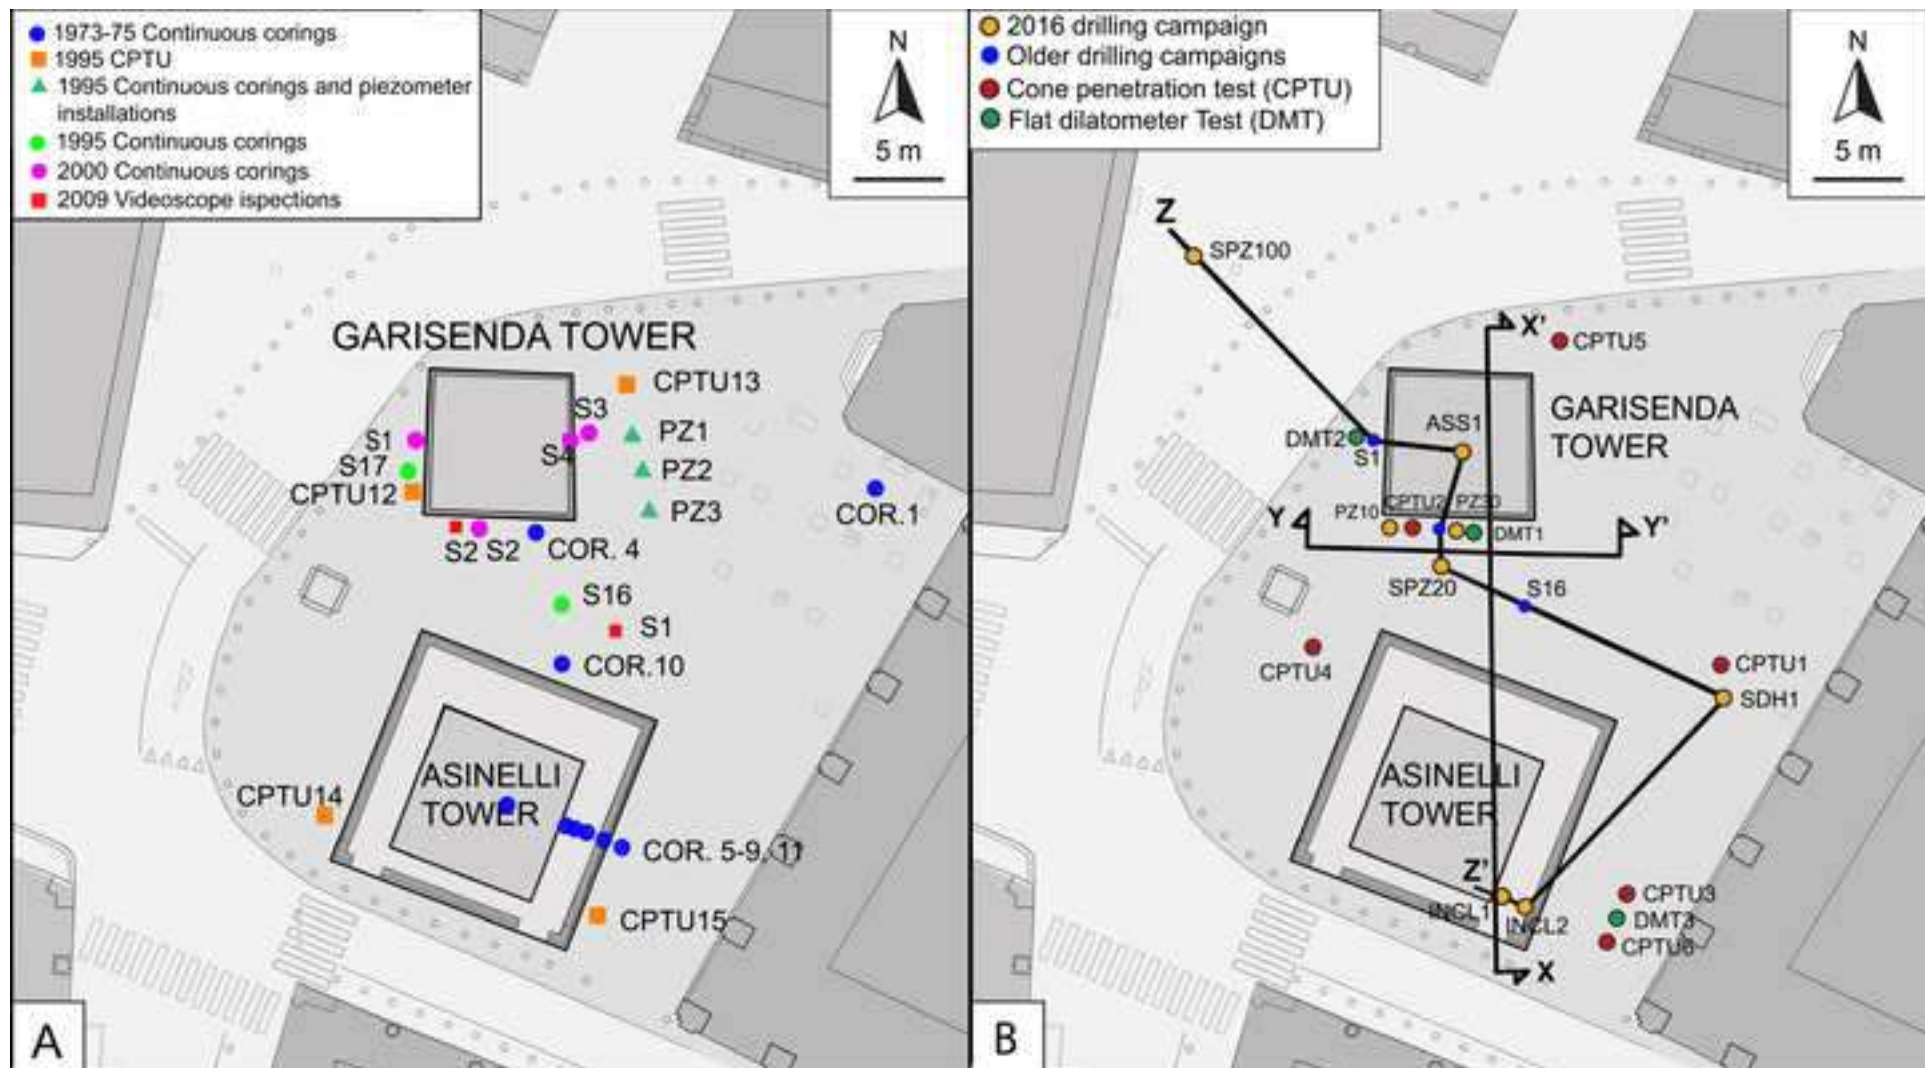 1973-75 Continuous corings
1995 CPTU
1995 Continuous corings and piezometer
installations
1995 Continuous corings
2000 Continuous corings
2009 Videoscope ispections
N
5 m
GARISENDA TOWER
CPTU13
S3
PZ1
S1
S4
S17
PZ2
CPTU12
PZ3
COR.1
S2 S2
COR. 4
S16
S1
COR.10
ASINELLI
TOWER
CPTU14
COR. 5-9, 11
CPTU15
A
2016 drilling campaign
Older drilling campaigns
Cone penetration test (CPTU)
Flat dilatometer Test (DMT)
N
5 m
Z
SPZ100
X'
CPTU5
GARISENDA
TOWER
ASS1
DMT2
S1
CPTU2
PZ30
PZ10
Y
Y'
DMT1
SPZ20
S16
CPTU4
CPTU1
SDH1
ASINELLI
TOWER
Z'
INCL1
INCL2
CPTU3
DMT3
CPTU6
X
B